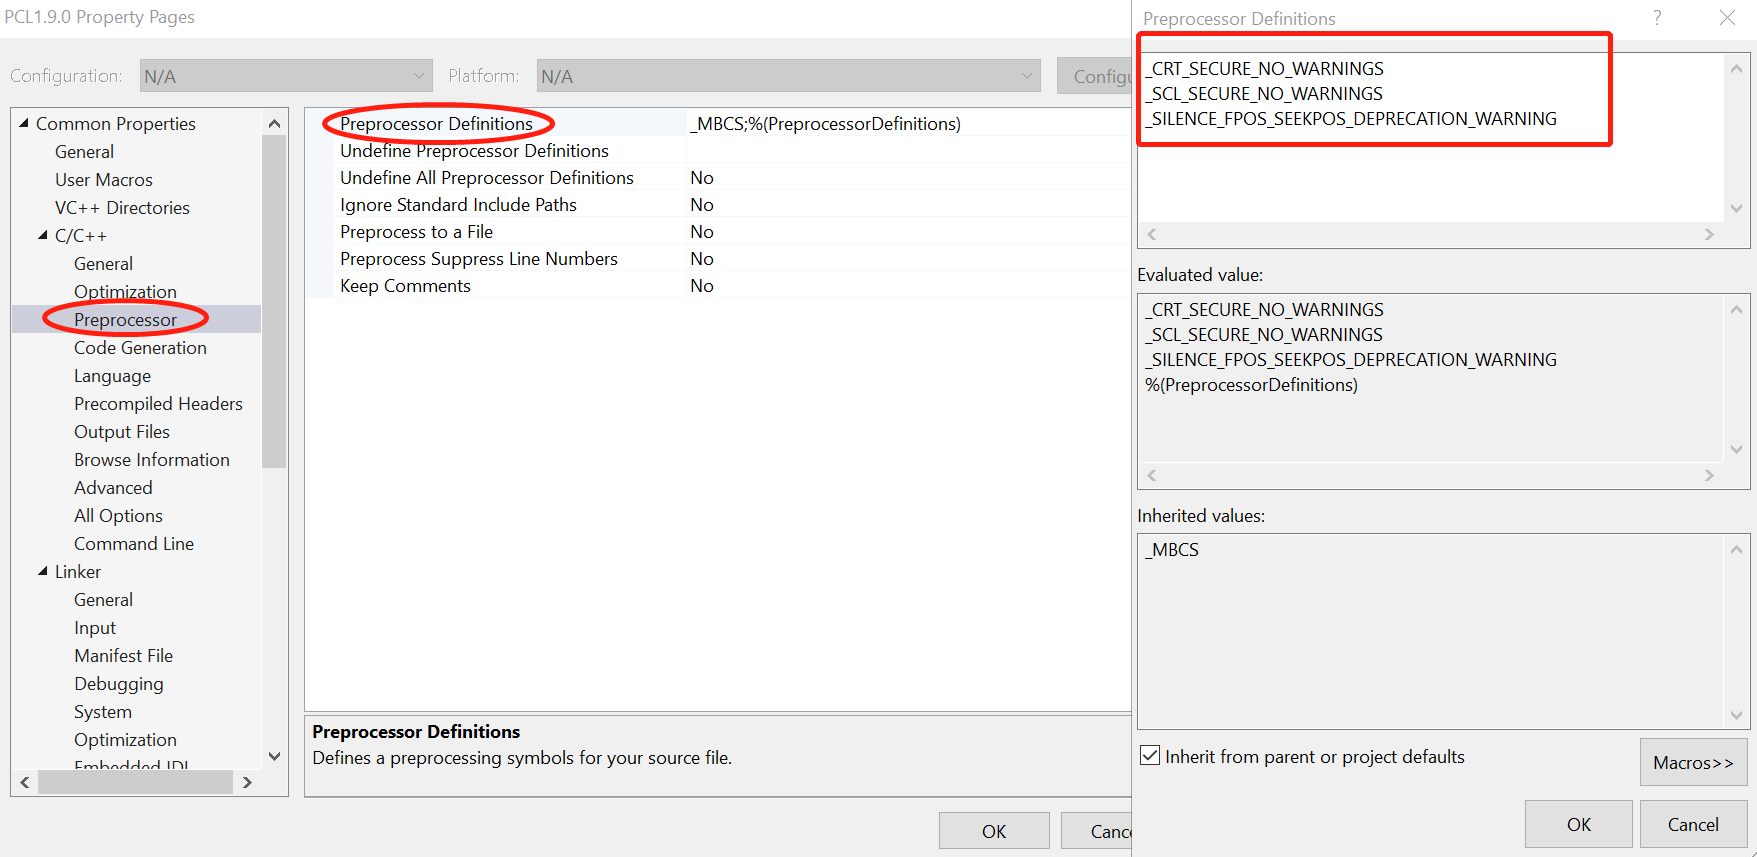 PCL1.9.0 Property Pages
Configuration: N/A Platform: N/A Configu
Common Properties
General
User Macros
VC++ Directories
C/C++
General
Optimization
Preprocessor
Code Generation
Language
Precompiled Headers
Output Files
Browse Information
Advanced
All Options
Command Line
Linker
General
Input
Manifest File
Debugging
System
Optimization
Embedded IDL
Preprocessor Definitions _MBCS;%(PreprocessorDefinitions)
Undefine Preprocessor Definitions
Undefine All Preprocessor Definitions No
Ignore Standard Include Paths No
Preprocess to a File No
Preprocess Suppress Line Numbers No
Keep Comments No
Preprocessor Definitions
Defines a preprocessing symbols for your source file.
OK Cance
Preprocessor Definitions ?
_CRT_SECURE_NO_WARNINGS
_SCL_SECURE_NO_WARNINGS
_SILENCE_FPOS_SEEKPOS_DEPRECATION_WARNING
Evaluated value:
_CRT_SECURE_NO_WARNINGS
_SCL_SECURE_NO_WARNINGS
_SILENCE_FPOS_SEEKPOS_DEPRECATION_WARNING
%(PreprocessorDefinitions)
Inherited values:
_MBCS
Inherit from parent or project defaults
Macros>>
OK Cancel